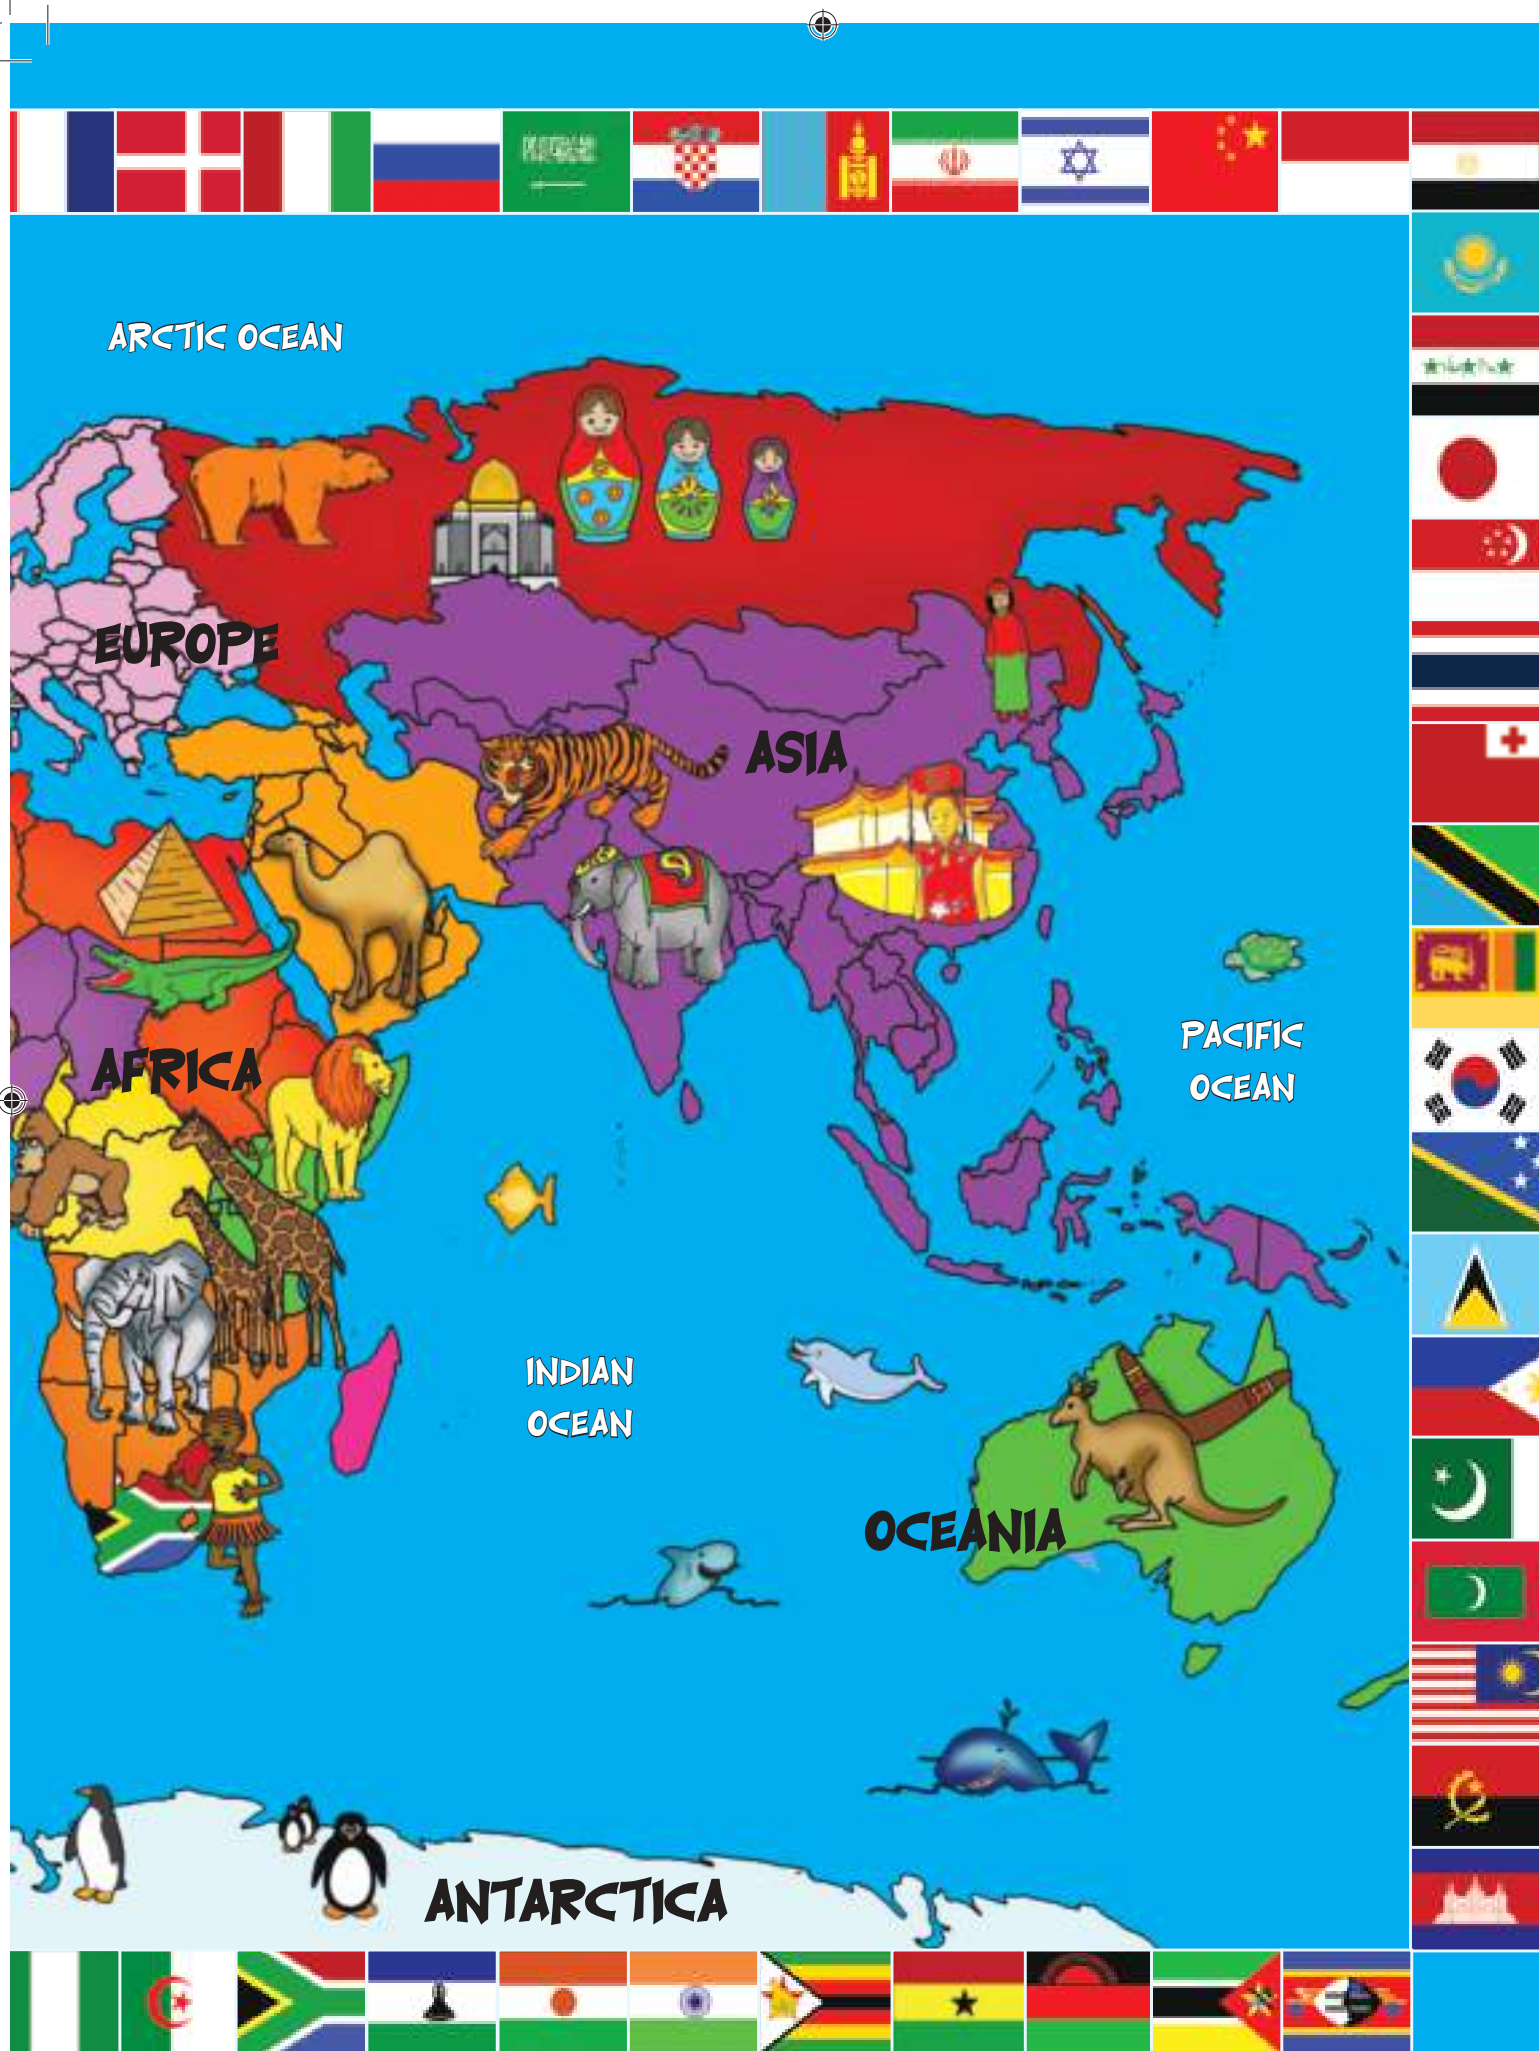 ARCTIC OCEAN
EUROPE
ASIA
AFRICA
PACIFIC
OCEAN
INDIAN
OCEAN
OCEANIA
ANTARCTICA